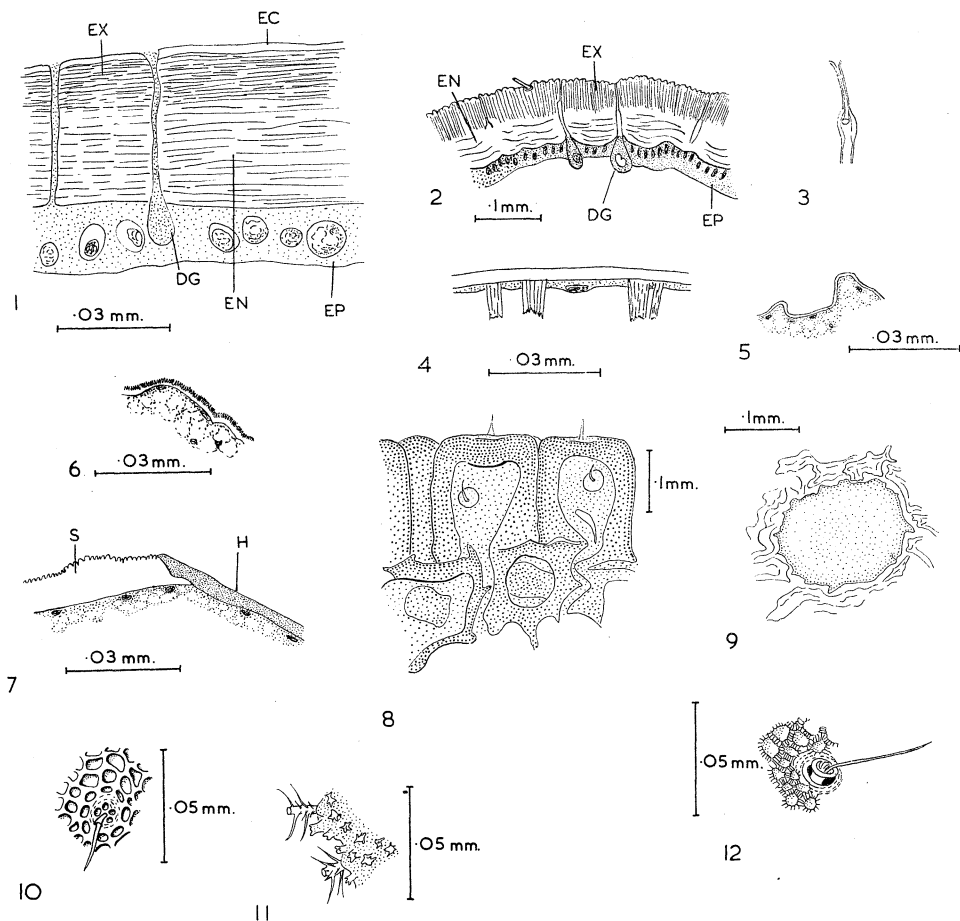 EX
EC
1
DG
EN
EP
·03 mm.
EN
EX
2
·1mm.
DG
EP
3
4
·03 mm.
5
·03 mm.
6
·03 mm.
S
H
7
·03 mm.
8
·1mm.
·1mm.
9
10
·05 mm.
11
·05 mm.
12
·05 mm.